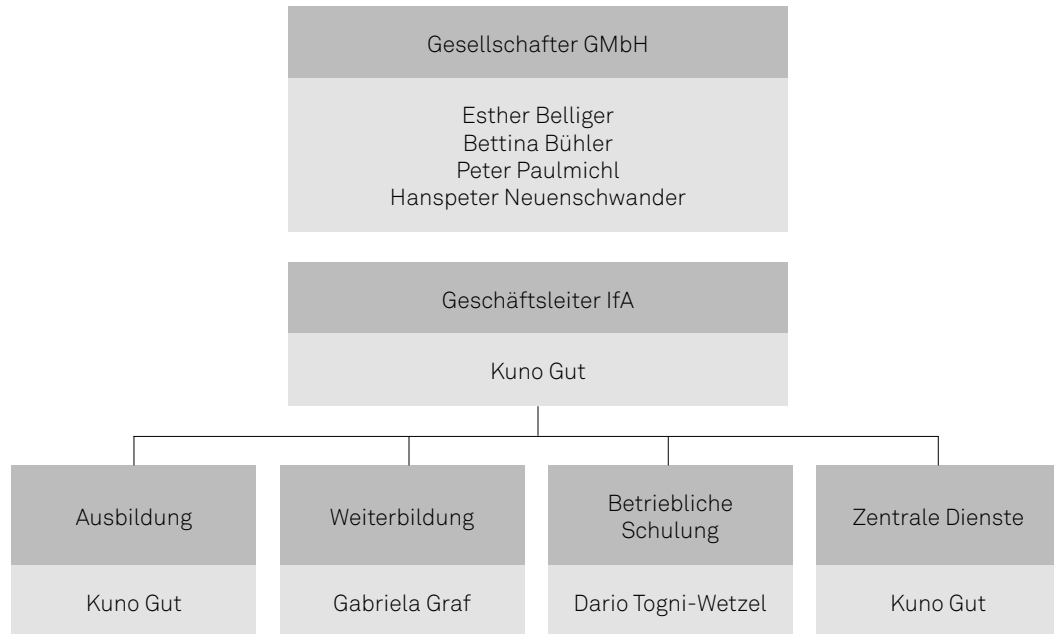 Gesellschafter GMbH
Esther Belliger
Bettina Bühler
Peter Paulmichl
Hanspeter Neuenschwander
Geschäftsleiter IfA
Kuno Gut
Ausbildung
Kuno Gut
Weiterbildung
Gabriela Graf
Betriebliche
Schulung
Dario Togni-Wetzel
Zentrale Dienste
Kuno Gut